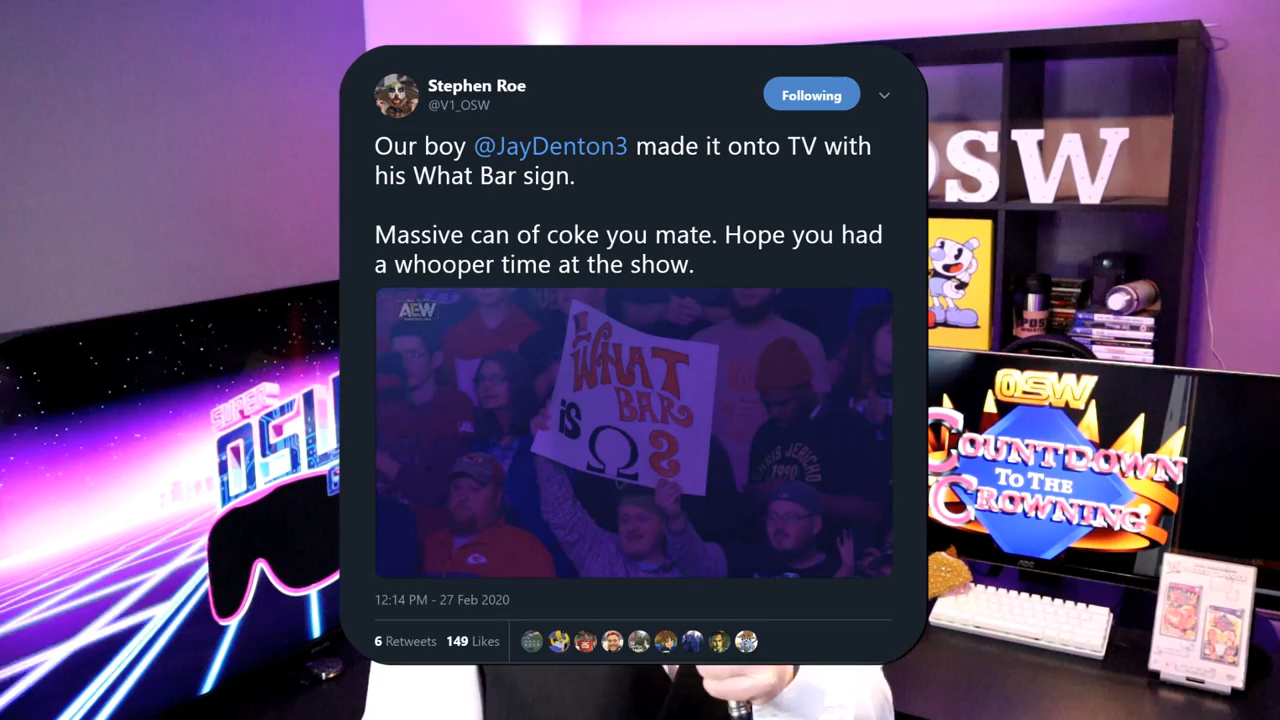 Stephen Roe
@V1_OSW
Following
Our boy @JayDenton3 made it onto TV with
his What Bar sign.
Massive can of coke you mate. Hope you had
a whooper time at the show.
AEW
WHAT
BAR
is Ω ?
12:14 PM - 27 Feb 2020
6 Retweets 149 Likes
OSW
SUPER
OSW
OSW
COUNTDOWN
TO THE
CROWNING